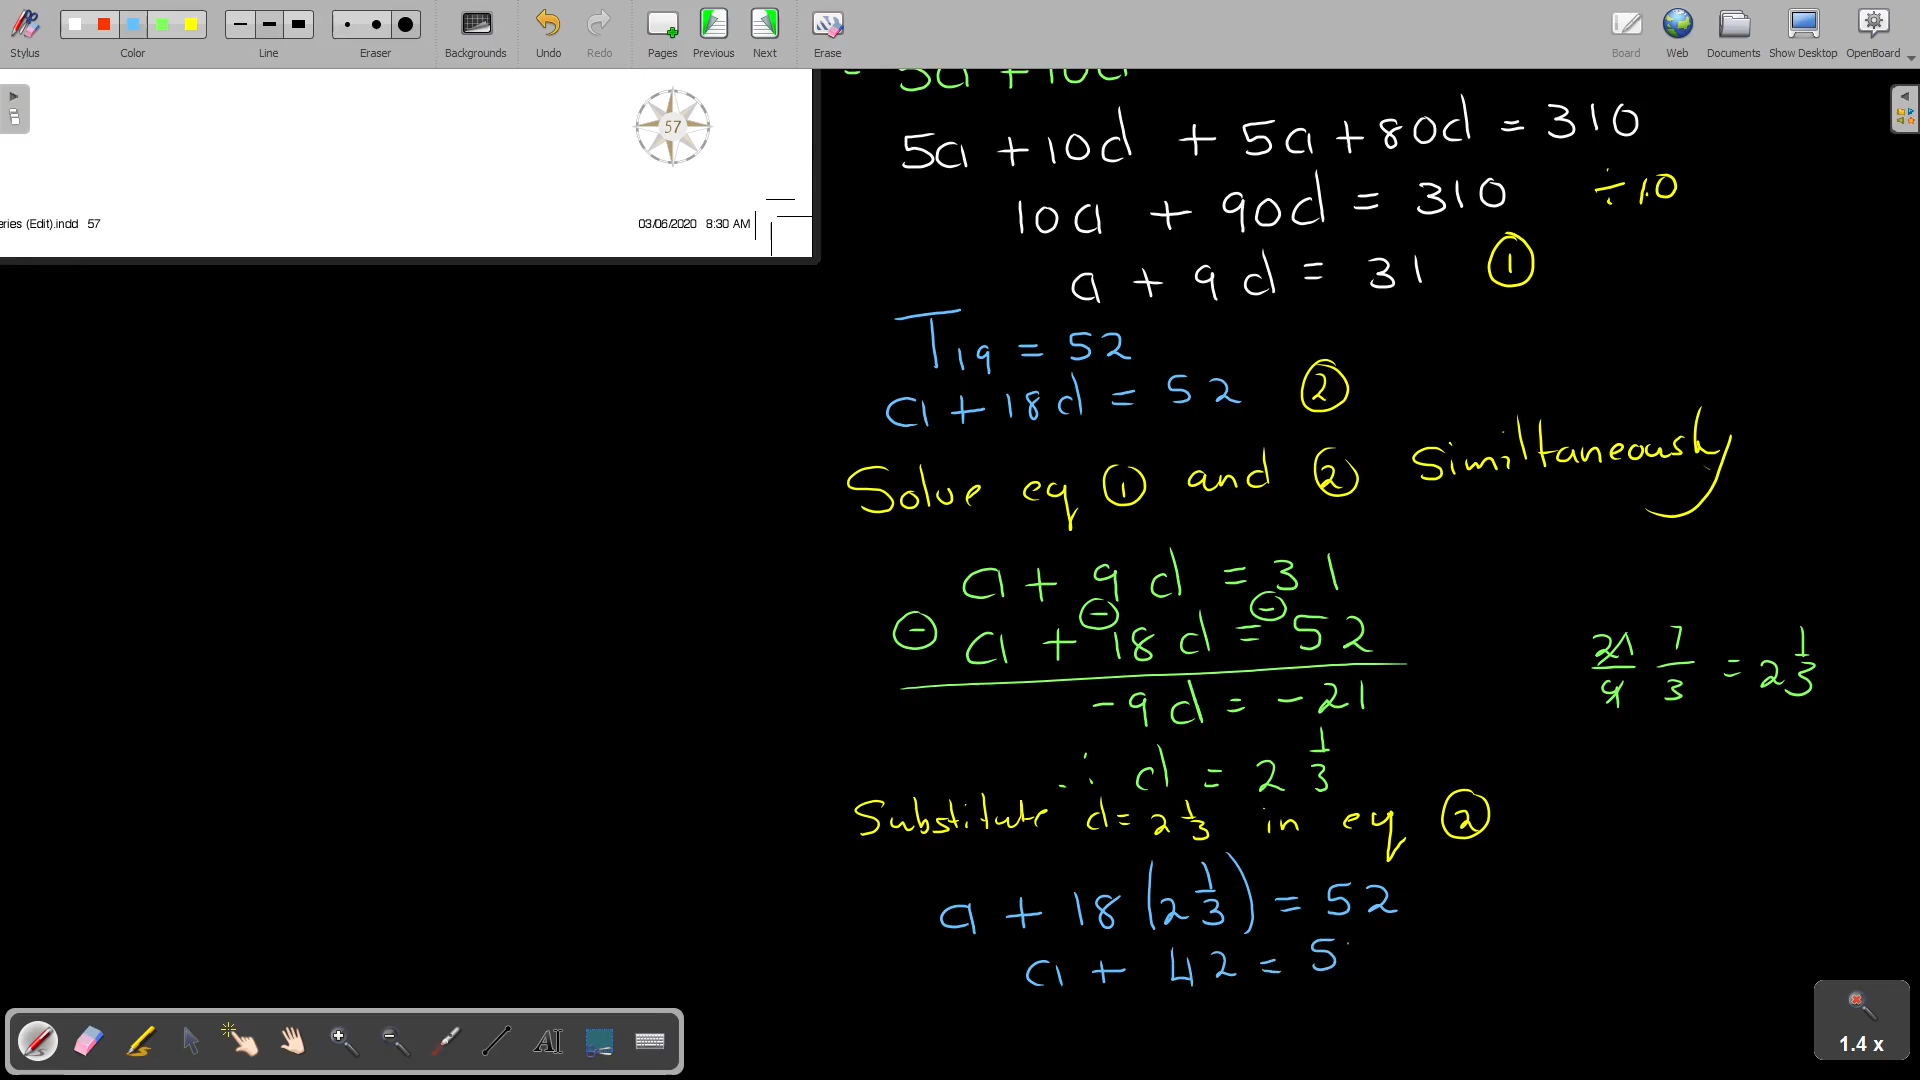 Stylus Color Line Eraser Backgrounds Undo Redo Pages Previous Next Erase Board Web Documents Show Desktop OpenBoard
57
eries (Edit).indd 57 03/06/2020 8:30 AM
= 5a + 10d
5a + 10d + 5a + 80d = 310
10a + 90d = 310 ÷10
a + 9d = 31 ①
T₁₉ = 52
a + 18d = 52 ②
Solve eq ① and ② Similtaneously
a + 9d = 31
⊖ a + ⊖ 18d = ⊖ 52
-9d = -21
21/9 7/3 = 2 1/3
∴ d = 2 1/3
Substitute d = 2 1/3 in eq ②
a + 18(2 1/3) = 52
a + 42 = 5
1.4 x